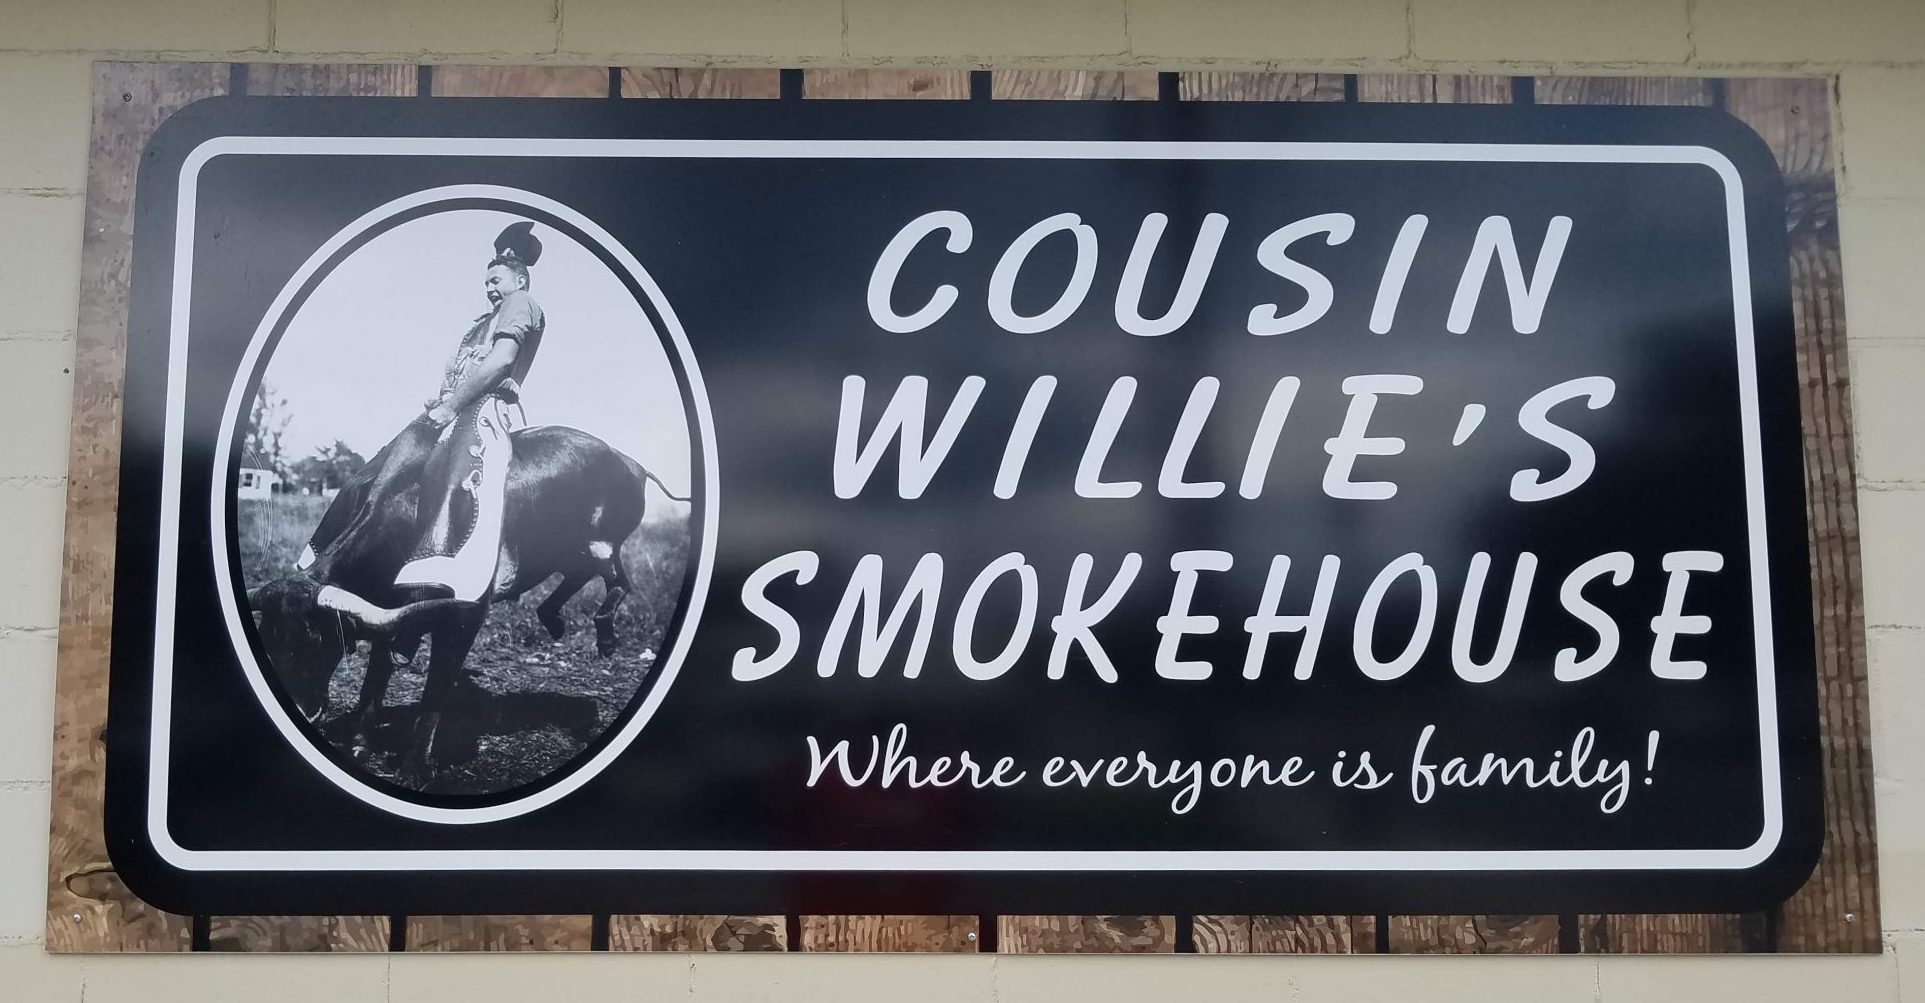 COUSIN
WILLIE'S
SMOKEHOUSE
Where everyone is family!